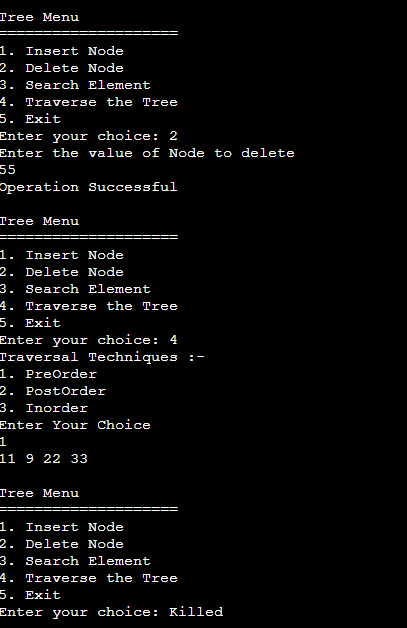 Tree Menu
====================
1. Insert Node
2. Delete Node
3. Search Element
4. Traverse the Tree
5. Exit
Enter your choice: 2
Enter the value of Node to delete
55
Operation Successful
Tree Menu
====================
1. Insert Node
2. Delete Node
3. Search Element
4. Traverse the Tree
5. Exit
Enter your choice: 4
Traversal Techniques :-
1. PreOrder
2. PostOrder
3. Inorder
Enter Your Choice
1
11 9 22 33
Tree Menu
====================
1. Insert Node
2. Delete Node
3. Search Element
4. Traverse the Tree
5. Exit
Enter your choice: Killed